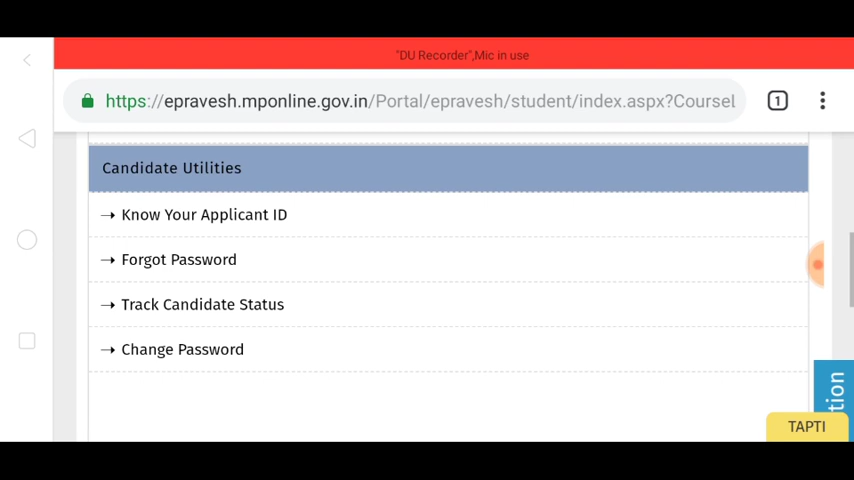 "DU Recorder",Mic in use
https://epravesh.mponline.gov.in/Portal/epravesh/student/index.aspx?Coursel
1
Candidate Utilities
→ Know Your Applicant ID
→ Forgot Password
→ Track Candidate Status
→ Change Password
tion
TAPTI